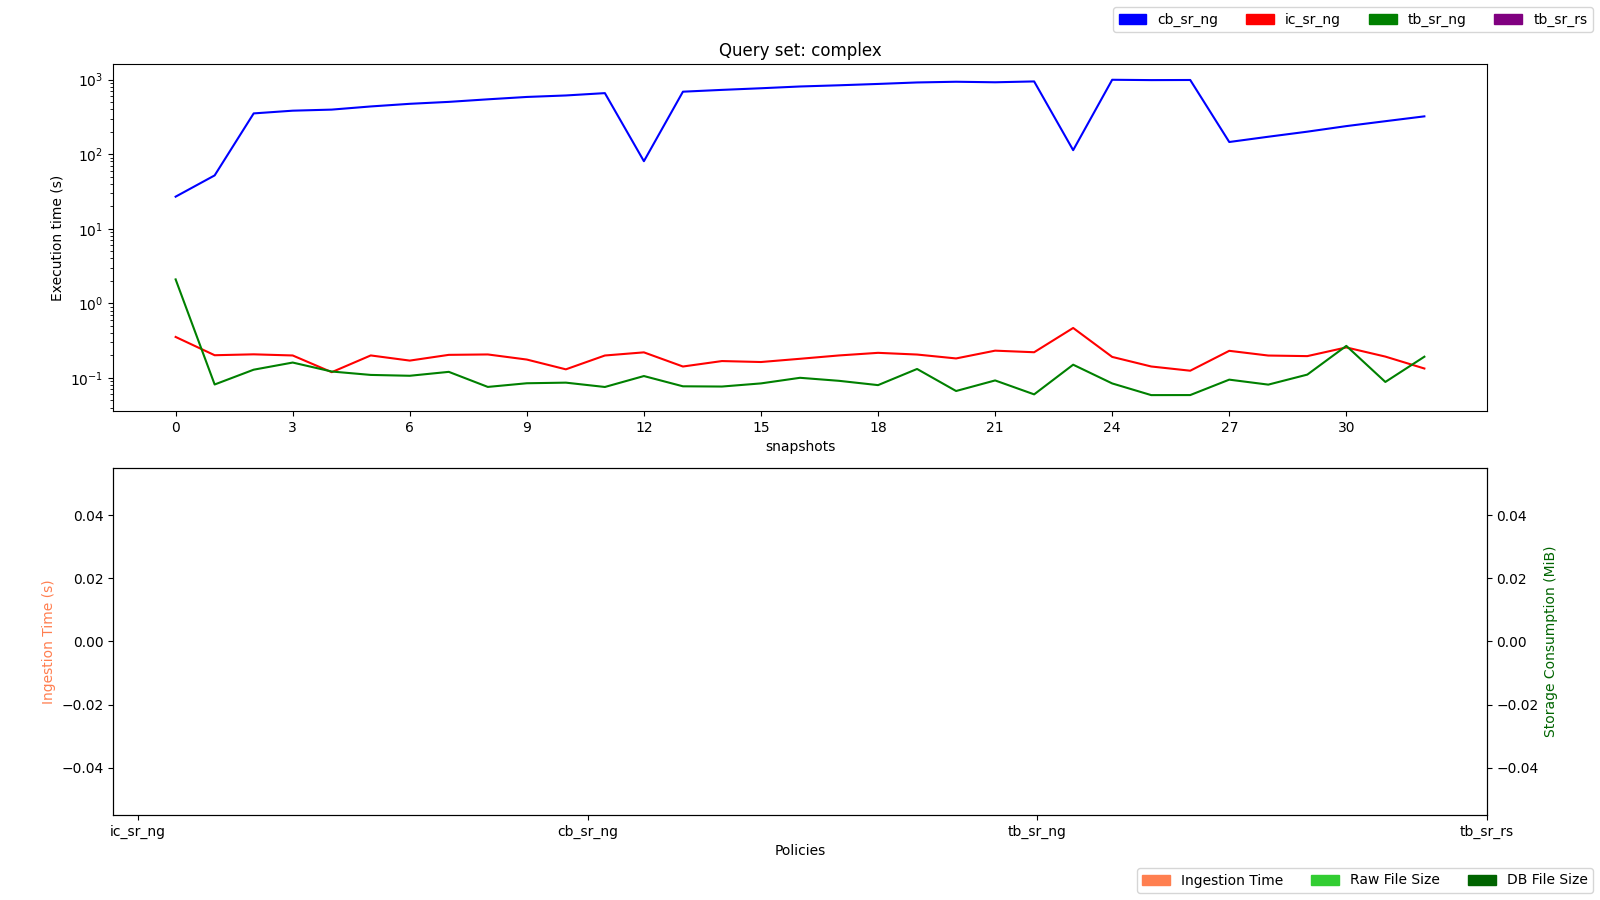 cb_sr_ng ic_sr_ng tb_sr_ng tb_sr_rs
Query set: complex
Execution time (s)
10³
10²
10¹
10⁰
10⁻¹
0 3 6 9 12 15 18 21 24 27 30
snapshots
Ingestion Time (s)
0.04
0.02
0.00
−0.02
−0.04
0.04
0.02
0.00
−0.02
−0.04
Storage Consumption (MiB)
ic_sr_ng cb_sr_ng tb_sr_ng tb_sr_rs
Policies
Ingestion Time Raw File Size DB File Size